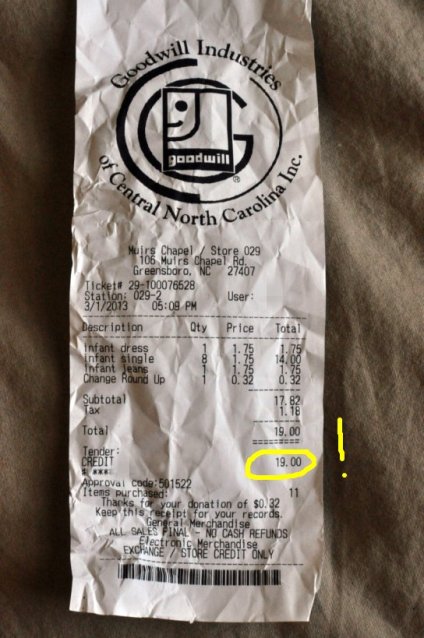 Goodwill Industries
goodwill
®
of Central North Carolina Inc.
Muirs Chapel / Store 029
106 Muirs Chapel Rd.
Greensboro, NC 27407
Ticket# 29-100076528
Station: 029-2 User:
3/1/2013 05:09 PM
Description Qty Price Total
infant dress 1 1.75 1.75
infant single 8 1.75 14.00
infant jeans 1 1.75 1.75
Change Round Up 1 0.32 0.32
Subtotal 17.82
Tax 1.18
Total 19.00
Tender:
CREDIT 19.00
!
Approval code:501522
Items purchased: 11
Thanks for your donation of $0.32
Keep this receipt for your records.
General Merchandise
ALL SALES FINAL - NO CASH REFUNDS
Electronic Merchandise
EXCHANGE / STORE CREDIT ONLY